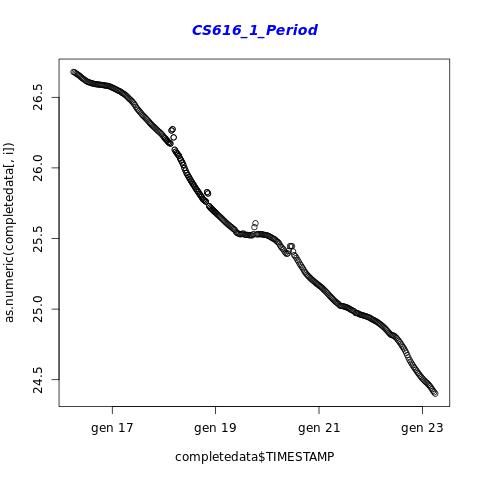 CS616_1_Period
as.numeric(completedata[, i])
26.5
26.0
25.5
25.0
24.5
gen 17
gen 19
gen 21
gen 23
completedata$TIMESTAMP